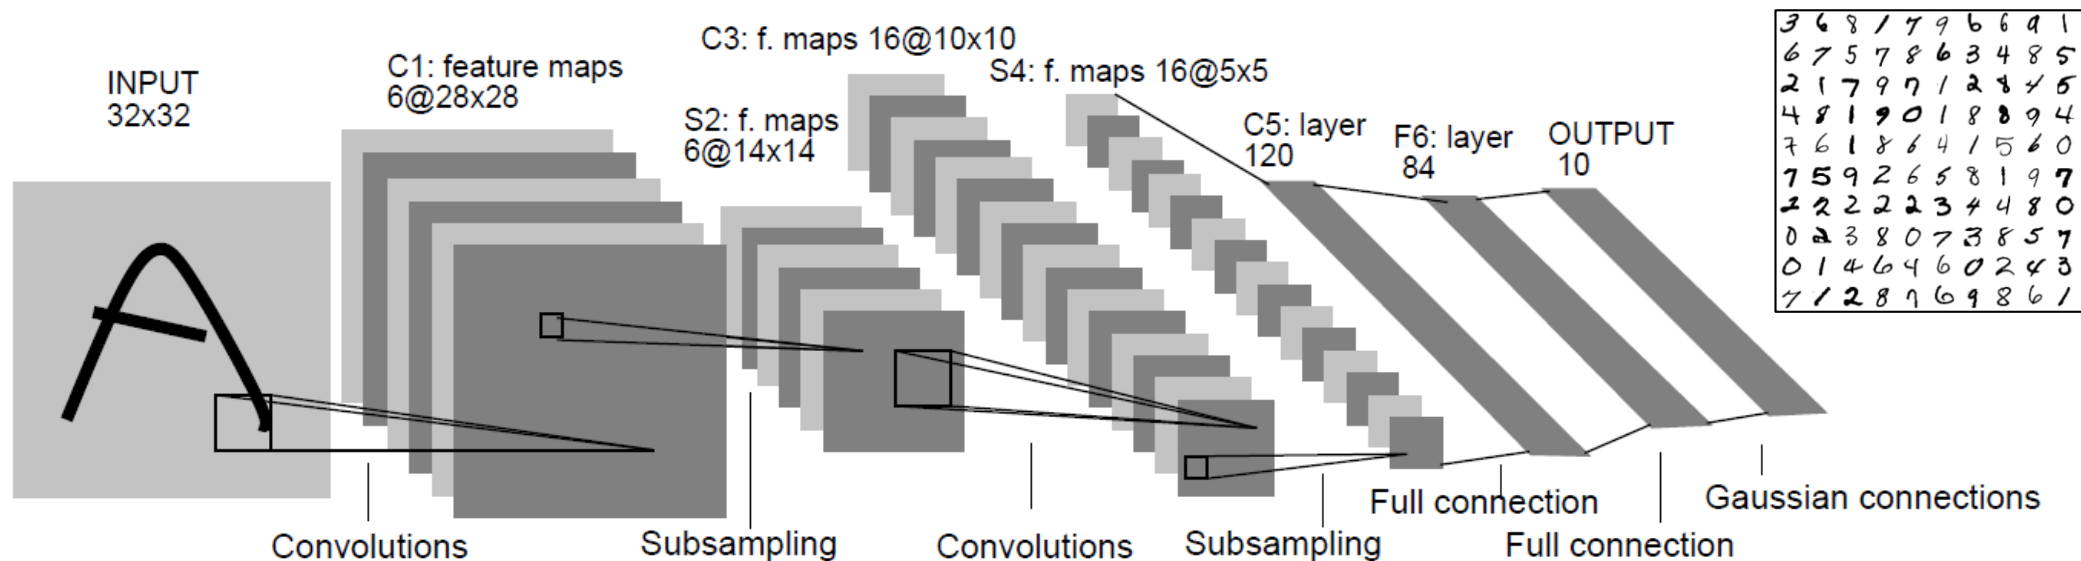 INPUT
32x32
C1: feature maps
6@28x28
S2: f. maps
6@14x14
C3: f. maps 16@10x10
S4: f. maps 16@5x5
C5: layer
120
F6: layer
84
OUTPUT
10
A
Convolutions
Subsampling
Convolutions
Subsampling
Full connection
Full connection
Gaussian connections
3 6 8 1 7 9 6 6 9 1
6 7 5 7 8 6 3 4 8 5
2 1 7 9 7 1 2 8 4 5
4 8 1 9 0 1 8 8 9 4
7 6 1 8 6 4 1 5 6 0
7 5 9 2 6 5 8 1 9 7
2 2 2 2 2 3 4 4 8 0
0 2 3 8 0 7 3 8 5 7
0 1 4 6 4 6 0 2 4 3
7 1 2 8 7 6 9 8 6 1